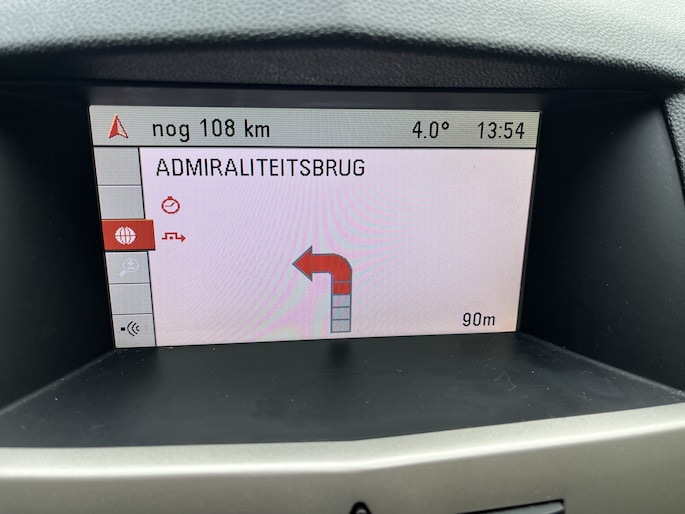 nog 108 km 4.0° 13:54
ADMIRALITEITSBRUG
90m